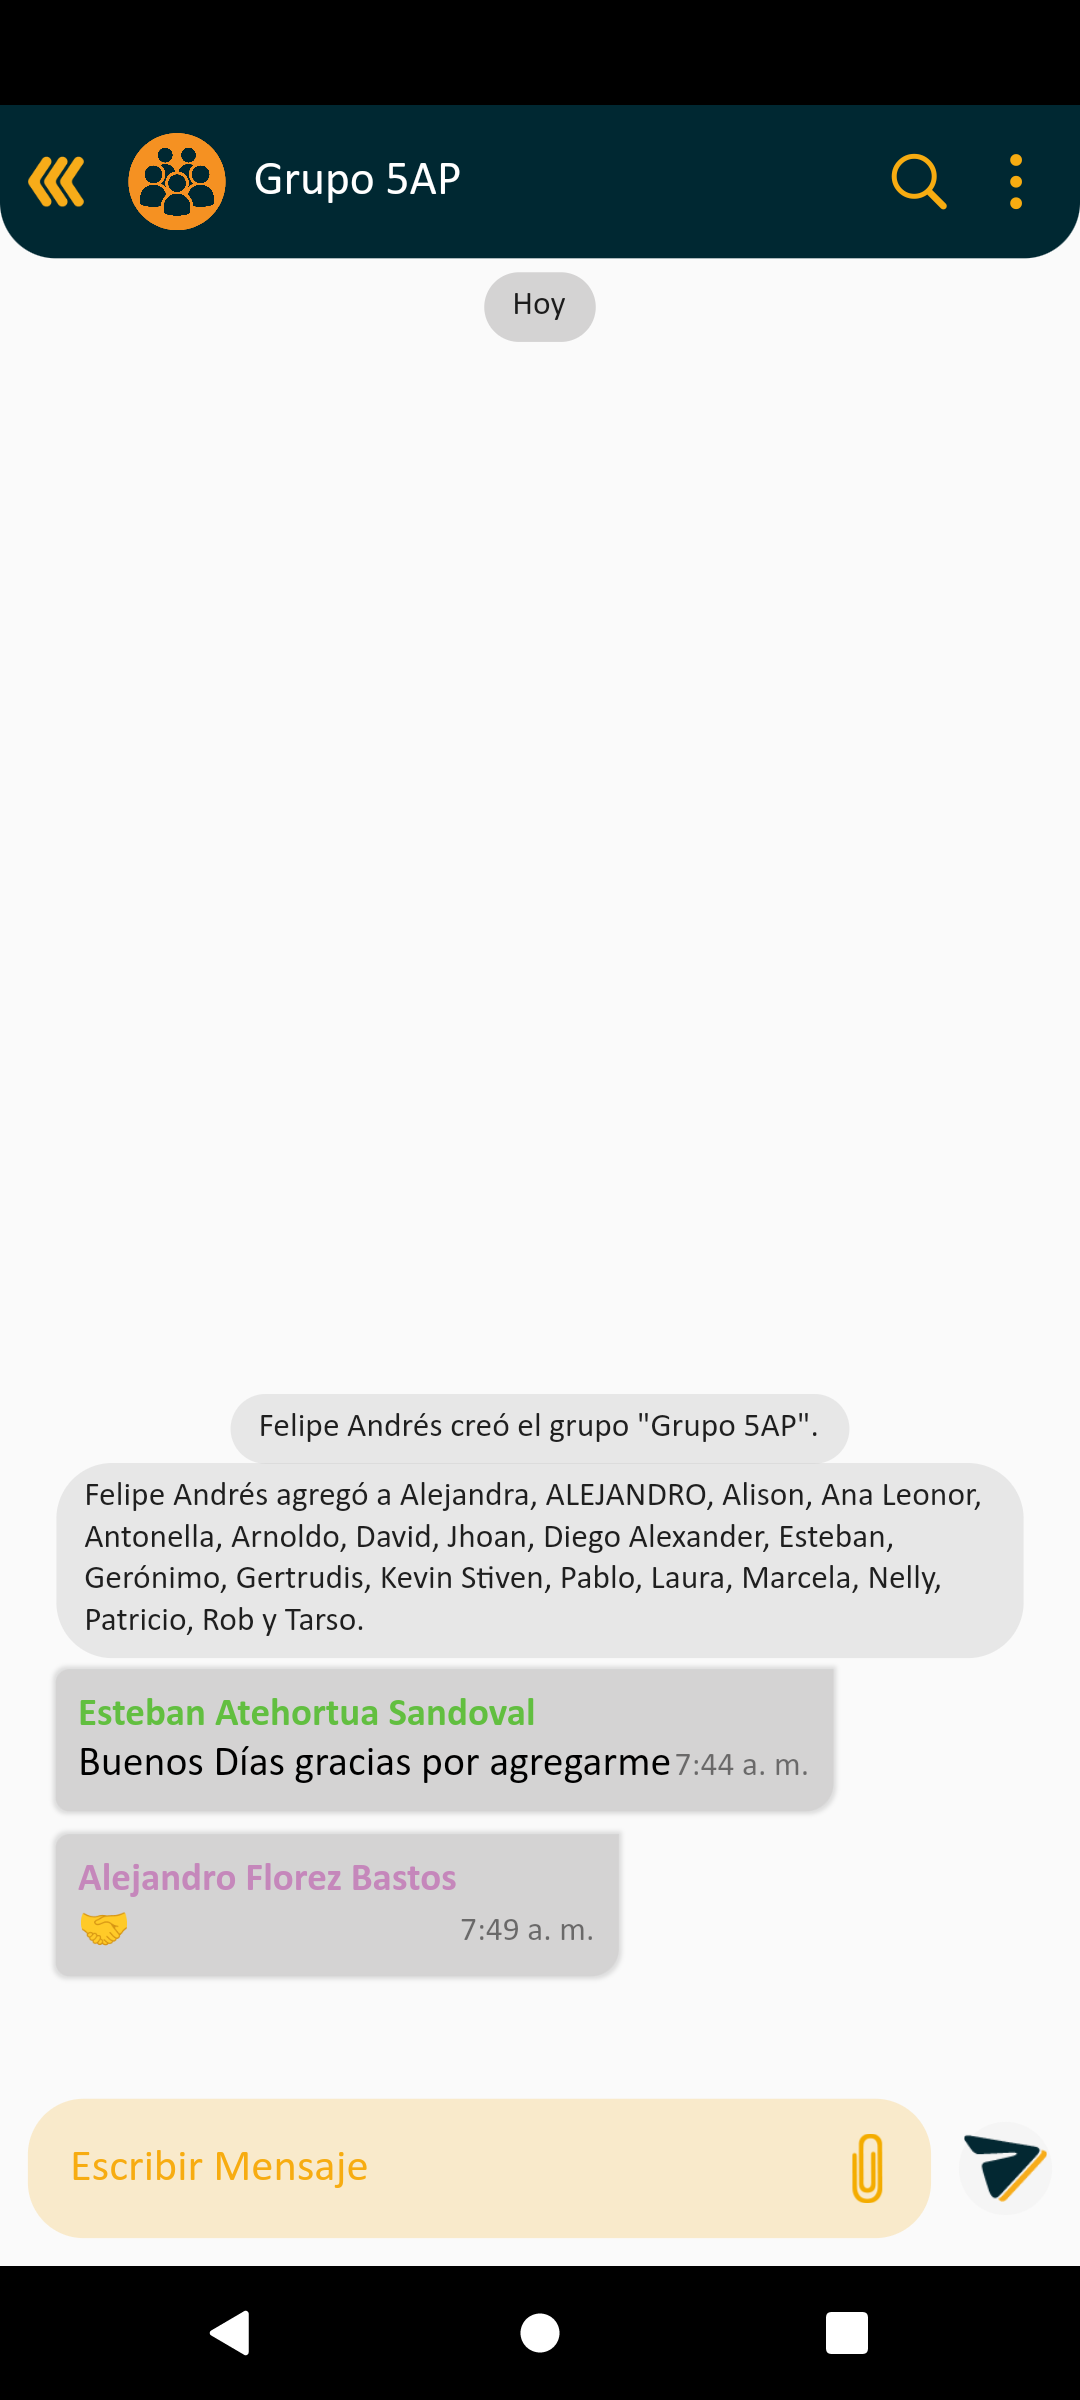 Grupo 5AP
Hoy
Felipe Andrés creó el grupo "Grupo 5AP".
Felipe Andrés agregó a Alejandra, ALEJANDRO, Alison, Ana Leonor,
Antonella, Arnoldo, David, Jhoan, Diego Alexander, Esteban,
Gerónimo, Gertrudis, Kevin Stiven, Pablo, Laura, Marcela, Nelly,
Patricio, Rob y Tarso.
Esteban Atehortua Sandoval
Buenos Días gracias por agregarme 7:44 a. m.
Alejandro Florez Bastos
🤝 7:49 a. m.
Escribir Mensaje